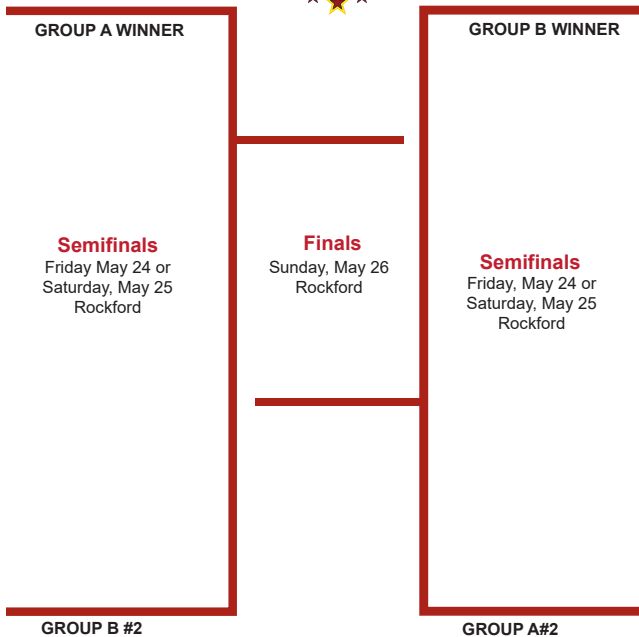 GROUP A WINNER
GROUP B WINNER
Semifinals
Friday May 24 or
Saturday, May 25
Rockford
Finals
Sunday, May 26
Rockford
Semifinals
Friday, May 24 or
Saturday, May 25
Rockford
GROUP B #2
GROUP A#2